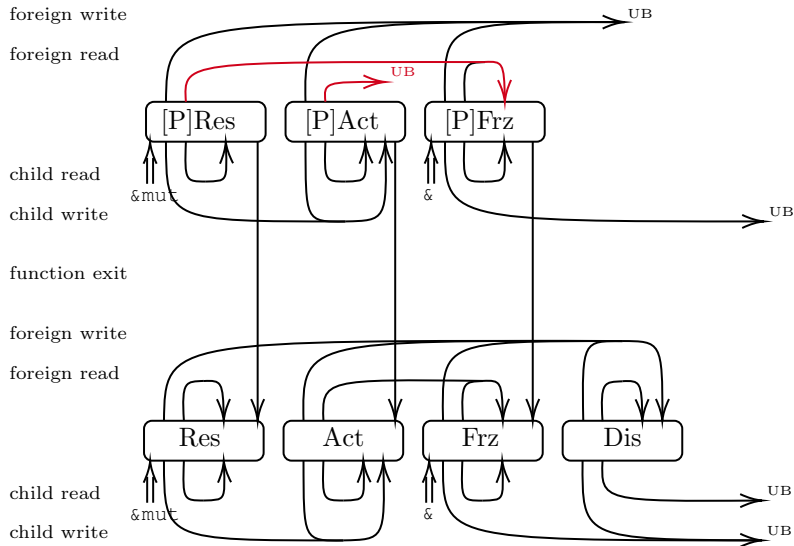 foreign write
UB
foreign read
UB
[P]Res
[P]Act
[P]Frz
child read
&mut
&
child write
UB
function exit
foreign write
foreign read
Res
Act
Frz
Dis
child read
UB
&mut
&
child write
UB